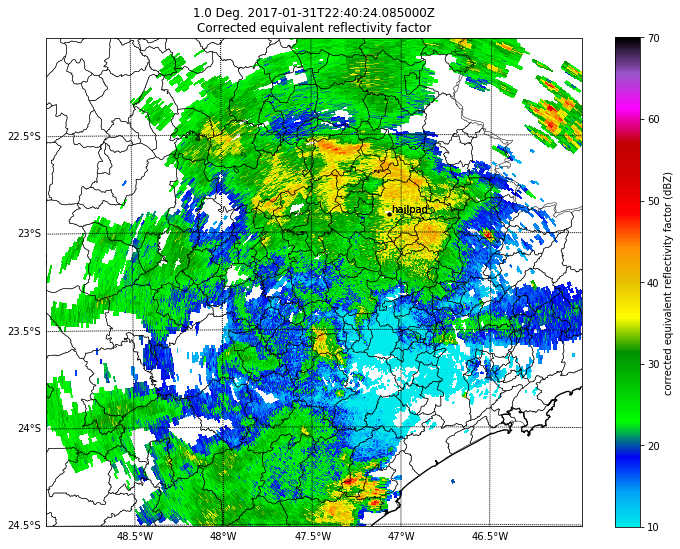 1.0 Deg. 2017-01-31T22:40:24.085000Z
Corrected equivalent reflectivity factor
70
60
50
40
30
20
10
corrected equivalent reflectivity factor (dBZ)
22.5°S
23°S
23.5°S
24°S
24.5°S
hailpad
48.5°W
48°W
47.5°W
47°W
46.5°W